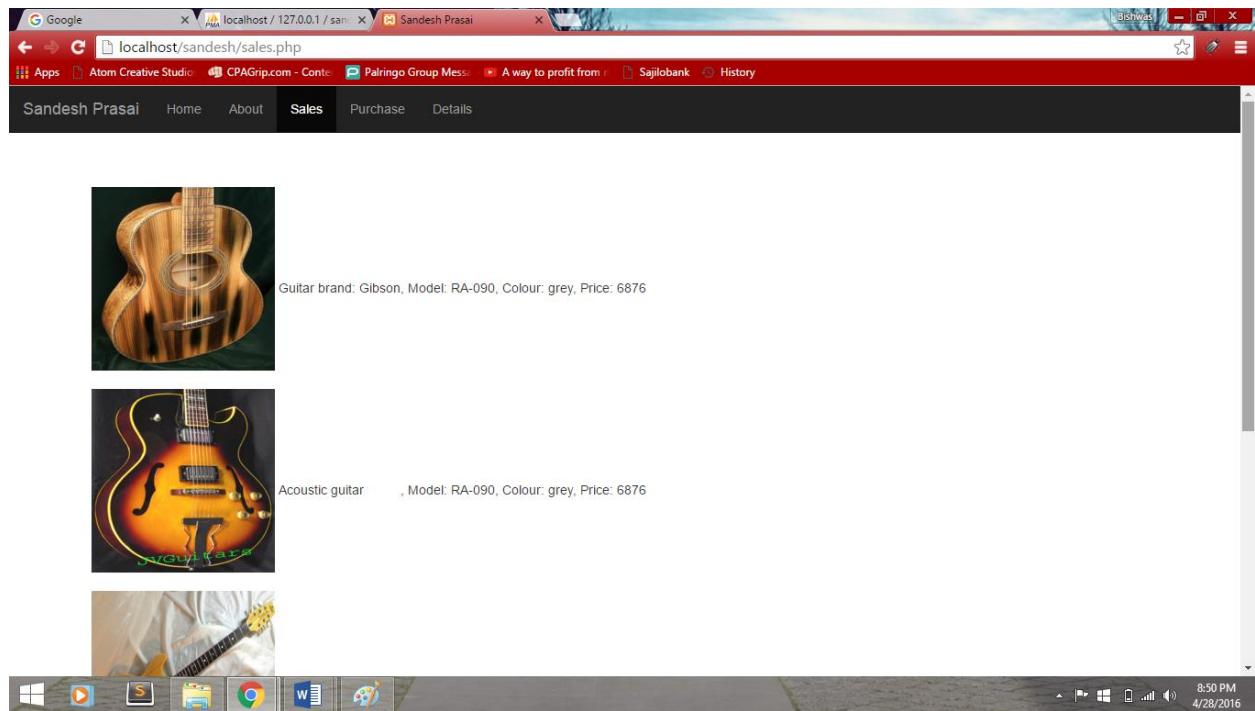 Google
localhost / 127.0.0.1 / san
Sandesh Prasai
Bishwas
localhost/sandesh/sales.php
Apps Atom Creative Studio CPAGrip.com - Conte Palringo Group Mess A way to profit from Sajilobank History
Sandesh Prasai Home About Sales Purchase Details
Guitar brand: Gibson, Model: RA-090, Colour: grey, Price: 6876
Acoustic guitar , Model: RA-090, Colour: grey, Price: 6876
JVGuitars
8:50 PM
4/28/2016